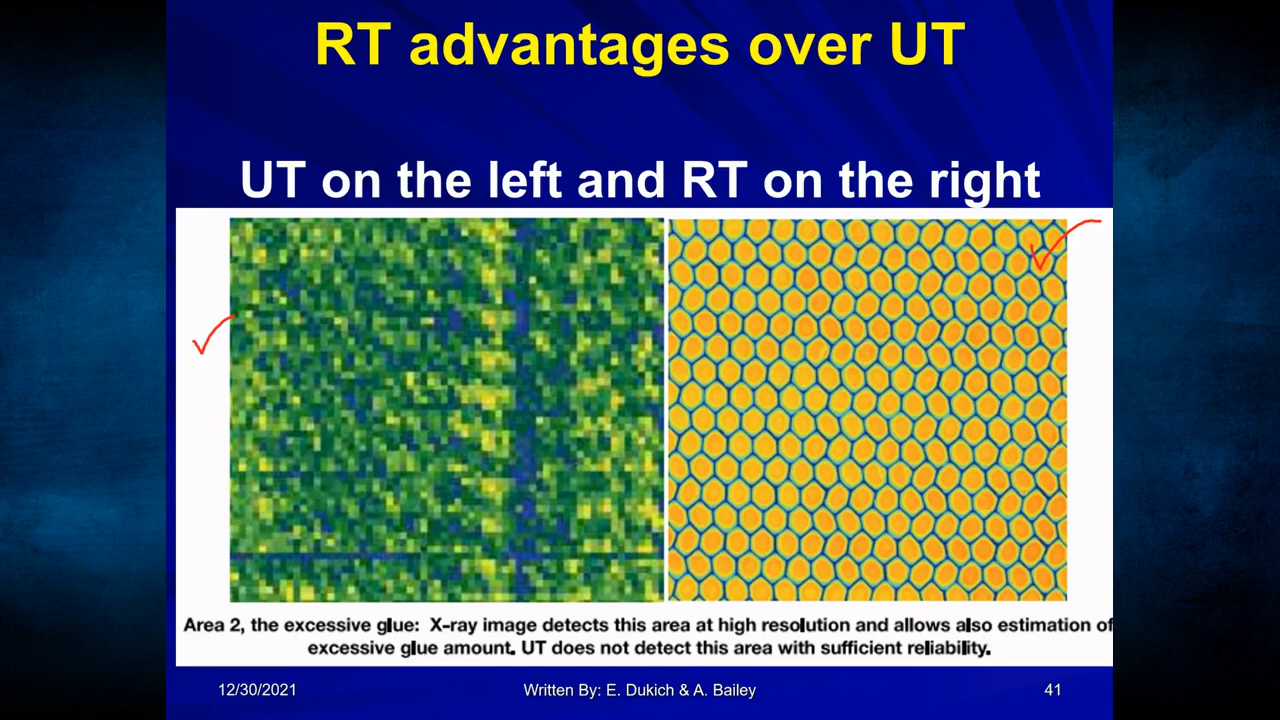 RT advantages over UT
UT on the left and RT on the right
Area 2, the excessive glue: X-ray image detects this area at high resolution and allows also estimation of
excessive glue amount. UT does not detect this area with sufficient reliability.
12/30/2021 Written By: E. Dukich & A. Bailey 41